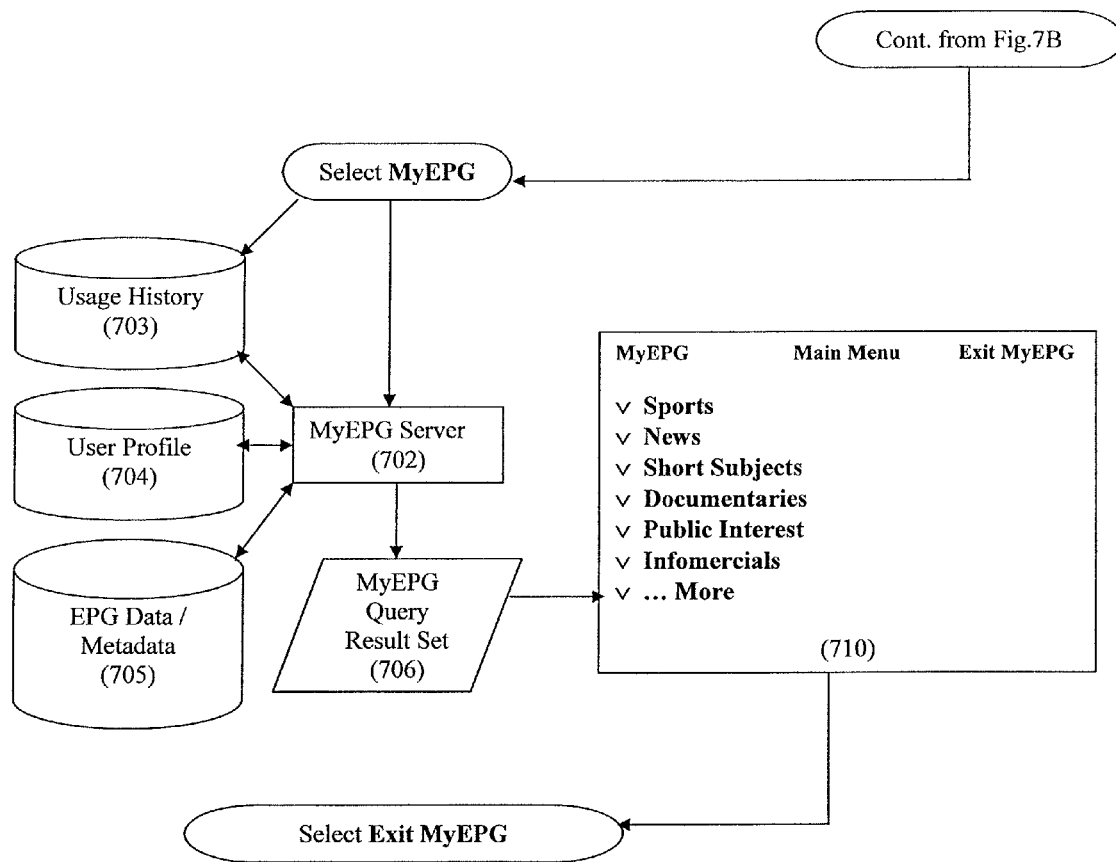 Cont. from Fig.7B
Select MyEPG
Usage History
(703)
User Profile
(704)
EPG Data /
Metadata
(705)
MyEPG Server
(702)
MyEPG
Query
Result Set
(706)
MyEPG Main Menu Exit MyEPG
v Sports
v News
v Short Subjects
v Documentaries
v Public Interest
v Infomercials
v ... More
(710)
Select Exit MyEPG